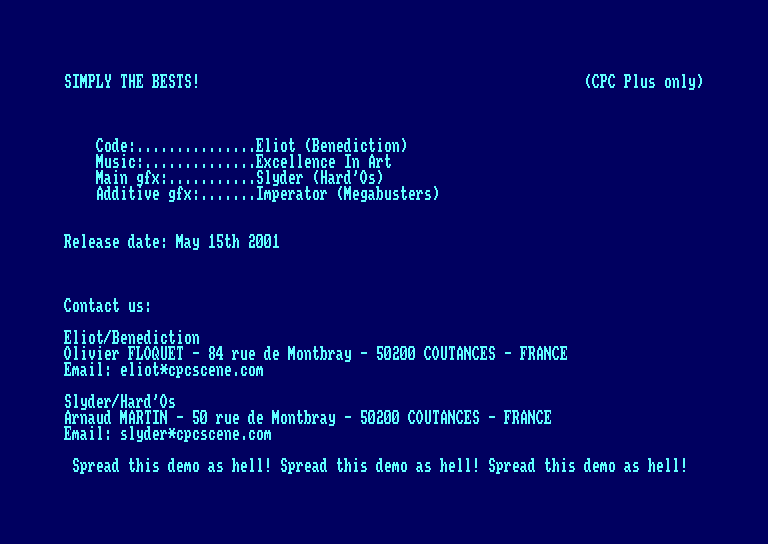 SIMPLY THE BESTS! (CPC Plus only)
Code:...............Eliot (Benediction)
Music:..............Excellence In Art
Main gfx:...........Slyder (Hard'Os)
Additive gfx:.......Imperator (Megabusters)
Release date: May 15th 2001
Contact us:
Eliot/Benediction
Olivier FLOQUET - 84 rue de Montbray - 50200 COUTANCES - FRANCE
Email: eliot*cpcscene.com
Slyder/Hard'Os
Arnaud MARTIN - 50 rue de Montbray - 50200 COUTANCES - FRANCE
Email: slyder*cpcscene.com
Spread this demo as hell! Spread this demo as hell! Spread this demo as hell!